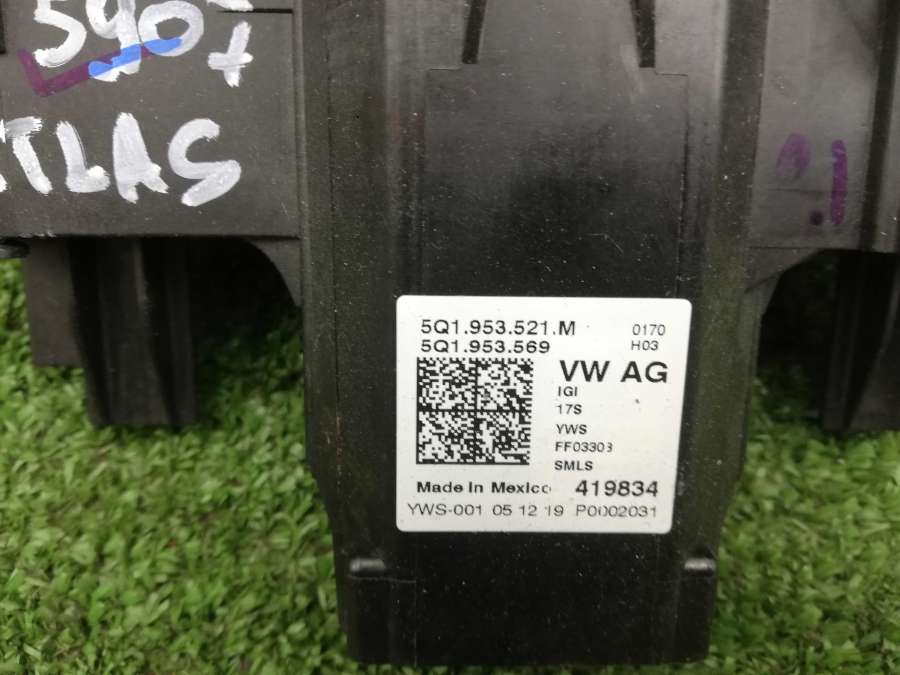 590
TLAS
5Q1.953.521.M 0170
5Q1.953.569 H03
VW AG
IGI
17S
YWS
FF03303
SMLS
Made in Mexico 419834
YWS-001 05 12 19 P0002031